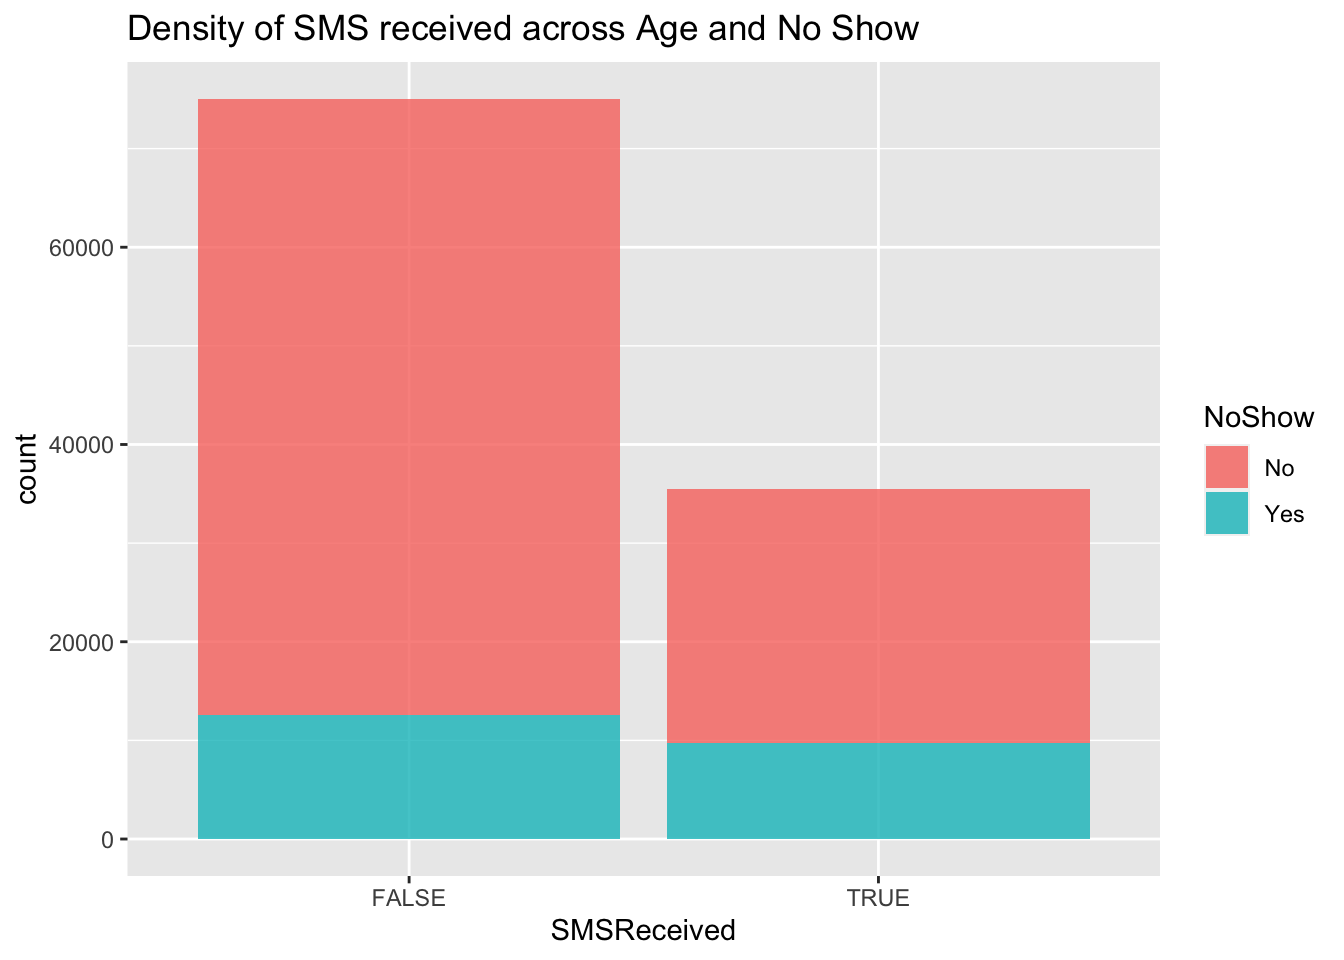 Density of SMS received across Age and No Show
count
60000
40000
20000
0
FALSE
TRUE
SMSReceived
NoShow
No
Yes